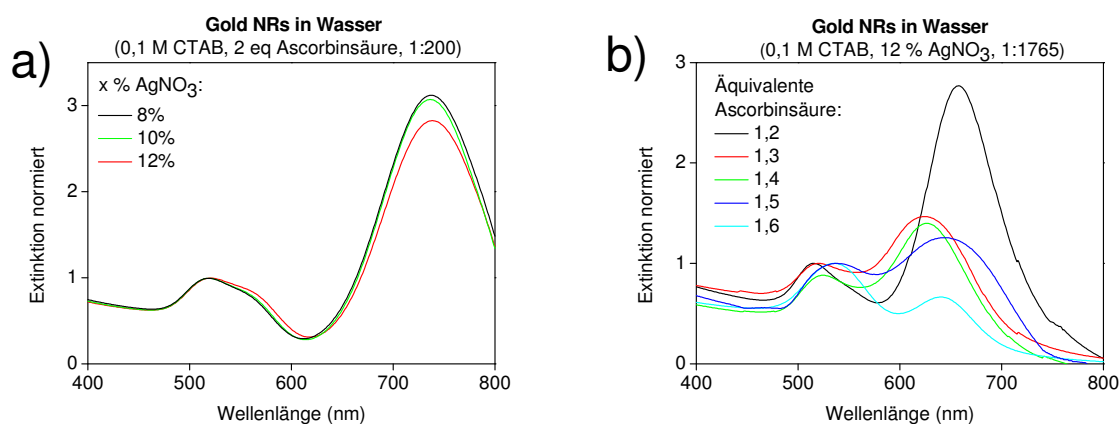 a)
Gold NRs in Wasser
(0,1 M CTAB, 2 eq Ascorbinsäure, 1:200)
x % AgNO3:
8%
10%
12%
Extinktion normiert
3
2
1
0
400 500 600 700 800
Wellenlänge (nm)
b)
Gold NRs in Wasser
(0,1 M CTAB, 12 % AgNO3, 1:1765)
Äquivalente
Ascorbinsäure:
1,2
1,3
1,4
1,5
1,6
Extinktion normiert
3
2
1
0
400 500 600 700 800
Wellenlänge (nm)